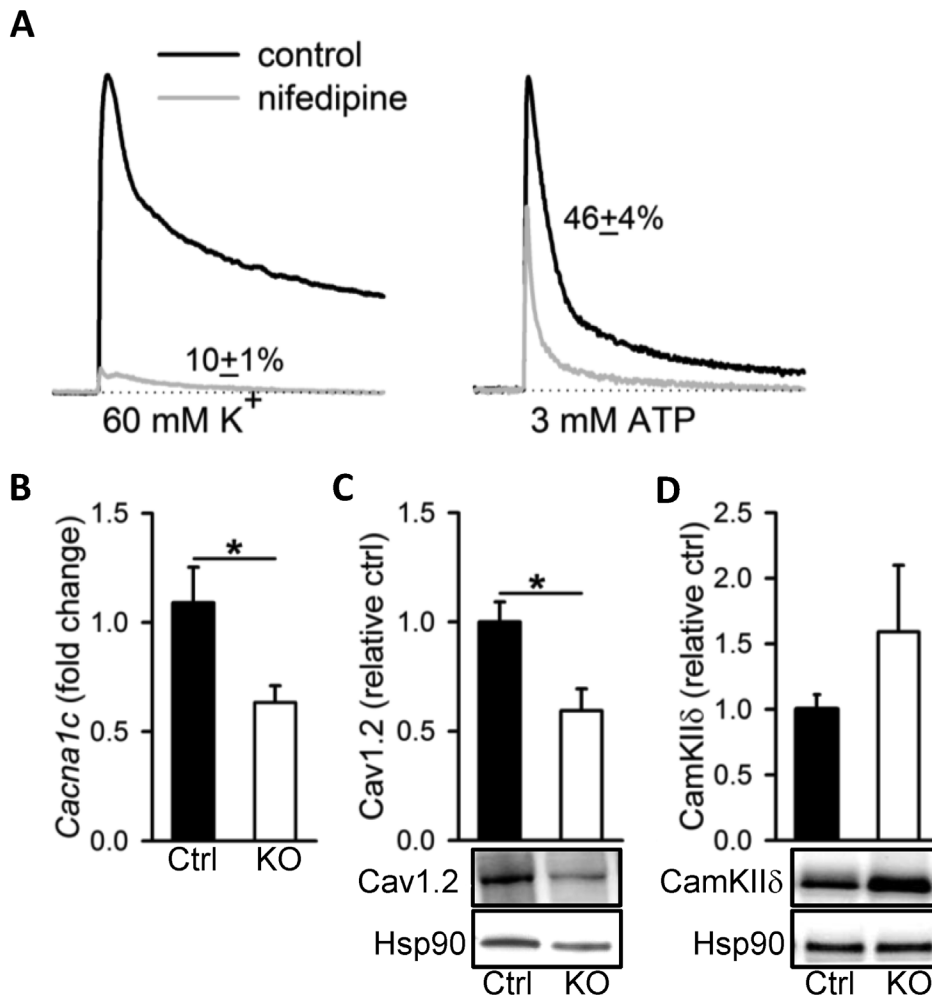 A
control
nifedipine
46±4%
10±1%
60 mM K+
3 mM ATP
B
C
D
Cacna1c (fold change)
1.5
1.0
0.5
0.0
*
Ctrl
KO
Cav1.2 (relative ctrl)
1.5
1.0
0.5
0.0
*
Cav1.2
Hsp90
Ctrl
KO
CamKIIδ (relative ctrl)
2.5
2.0
1.5
1.0
0.5
0.0
CamKIIδ
Hsp90
Ctrl
KO